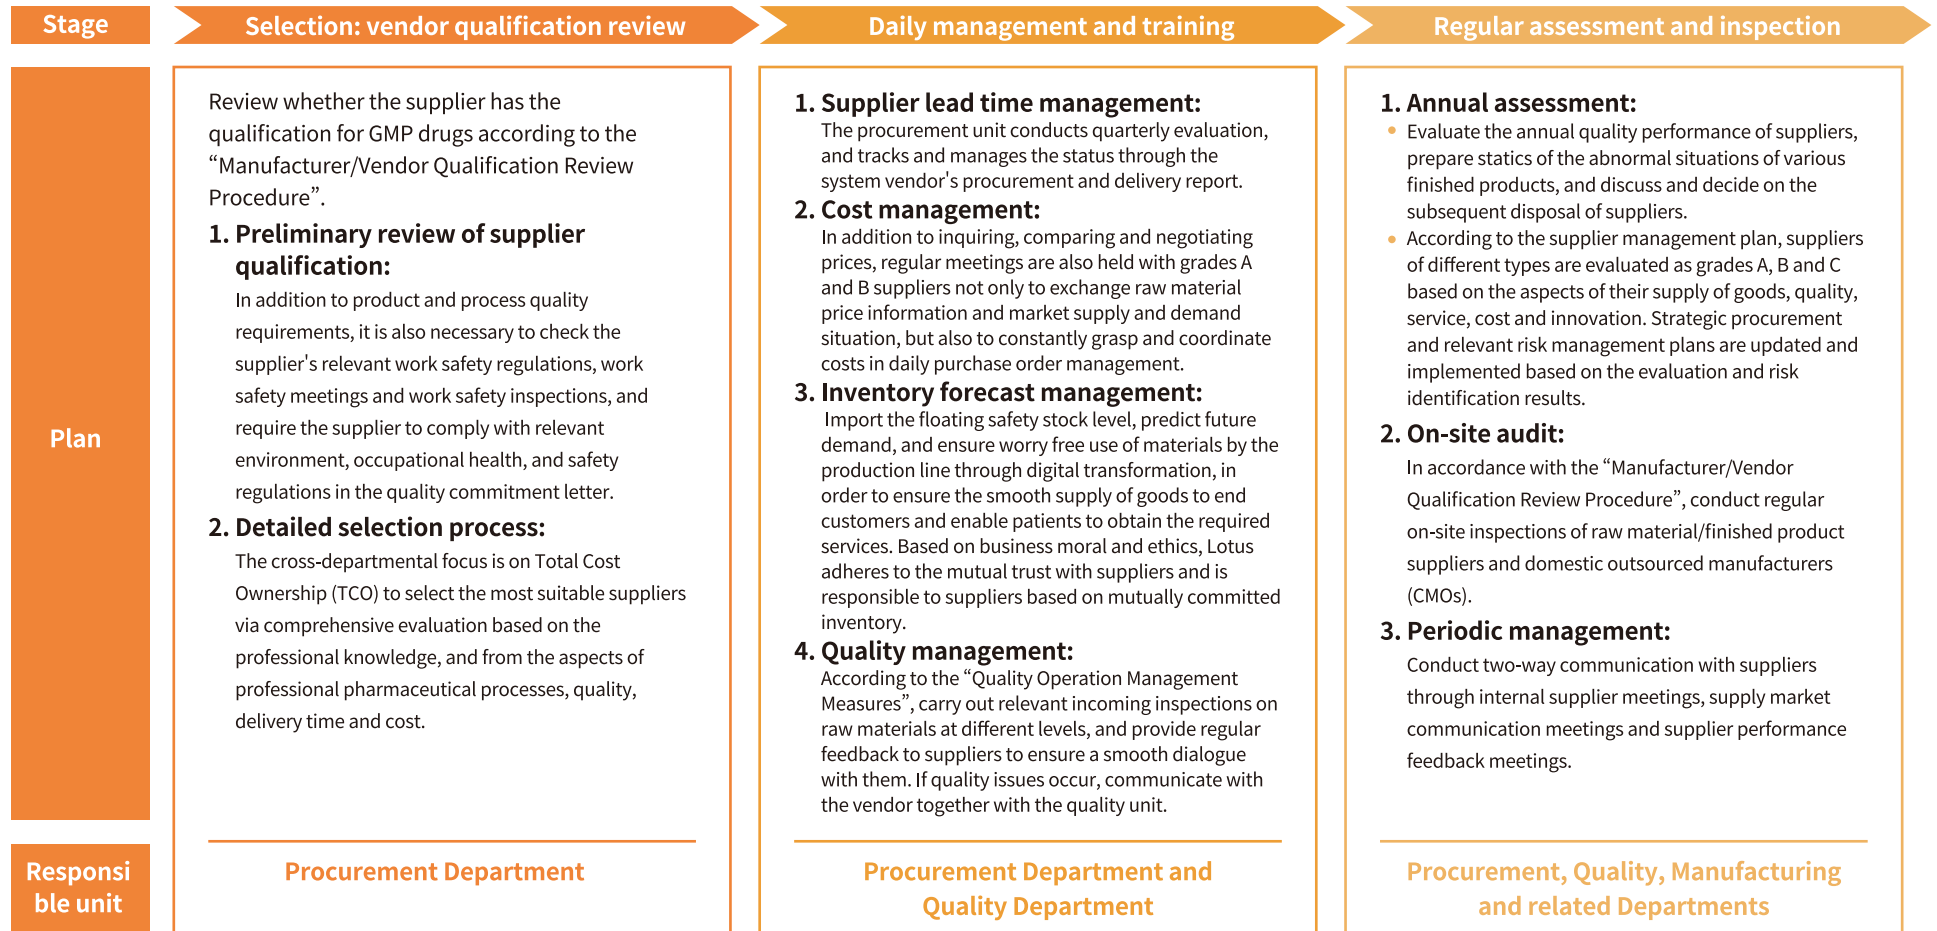 Stage
Selection: vendor qualification review
Daily management and training
Regular assessment and inspection
Plan
Review whether the supplier has the
qualification for GMP drugs according to the
“Manufacturer/Vendor Qualification Review
Procedure”.
1. Preliminary review of supplier
qualification:
In addition to product and process quality
requirements, it is also necessary to check the
supplier's relevant work safety regulations, work
safety meetings and work safety inspections, and
require the supplier to comply with relevant
environment, occupational health, and safety
regulations in the quality commitment letter.
2. Detailed selection process:
The cross-departmental focus is on Total Cost
Ownership (TCO) to select the most suitable suppliers
via comprehensive evaluation based on the
professional knowledge, and from the aspects of
professional pharmaceutical processes, quality,
delivery time and cost.
1. Supplier lead time management:
The procurement unit conducts quarterly evaluation,
and tracks and manages the status through the
system vendor's procurement and delivery report.
2. Cost management:
In addition to inquiring, comparing and negotiating
prices, regular meetings are also held with grades A
and B suppliers not only to exchange raw material
price information and market supply and demand
situation, but also to constantly grasp and coordinate
costs in daily purchase order management.
3. Inventory forecast management:
Import the floating safety stock level, predict future
demand, and ensure worry free use of materials by the
production line through digital transformation, in
order to ensure the smooth supply of goods to end
customers and enable patients to obtain the required
services. Based on business moral and ethics, Lotus
adheres to the mutual trust with suppliers and is
responsible to suppliers based on mutually committed
inventory.
4. Quality management:
According to the “Quality Operation Management
Measures”, carry out relevant incoming inspections on
raw materials at different levels, and provide regular
feedback to suppliers to ensure a smooth dialogue
with them. If quality issues occur, communicate with
the vendor together with the quality unit.
1. Annual assessment:
• Evaluate the annual quality performance of suppliers,
prepare statics of the abnormal situations of various
finished products, and discuss and decide on the
subsequent disposal of suppliers.
• According to the supplier management plan, suppliers
of different types are evaluated as grades A, B and C
based on the aspects of their supply of goods, quality,
service, cost and innovation. Strategic procurement
and relevant risk management plans are updated and
implemented based on the evaluation and risk
identification results.
2. On-site audit:
In accordance with the “Manufacturer/Vendor
Qualification Review Procedure”, conduct regular
on-site inspections of raw material/finished product
suppliers and domestic outsourced manufacturers
(CMOs).
3. Periodic management:
Conduct two-way communication with suppliers
through internal supplier meetings, supply market
communication meetings and supplier performance
feedback meetings.
Responsi
ble unit
Procurement Department
Procurement Department and
Quality Department
Procurement, Quality, Manufacturing
and related Departments